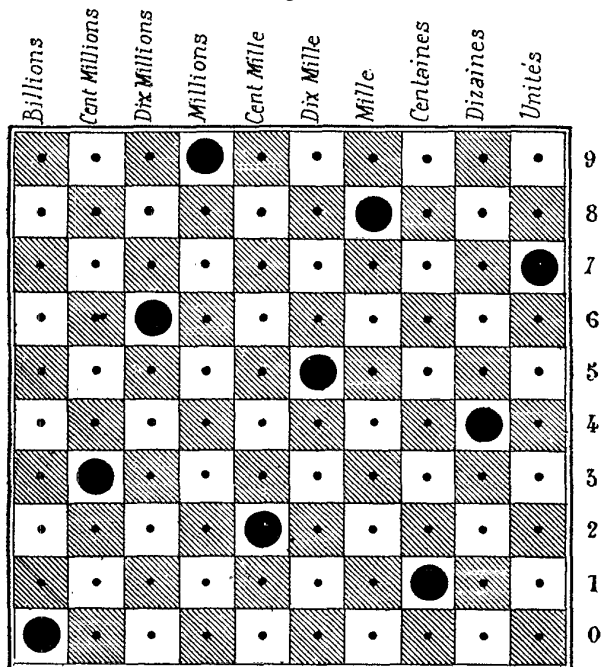 Billions
Cent Millions
Dix Millions
Millions
Cent Mille
Dix Mille
Mille.
Centaines
Dizaines
Unités
9
8
7
6
5
4
3
2
1
0